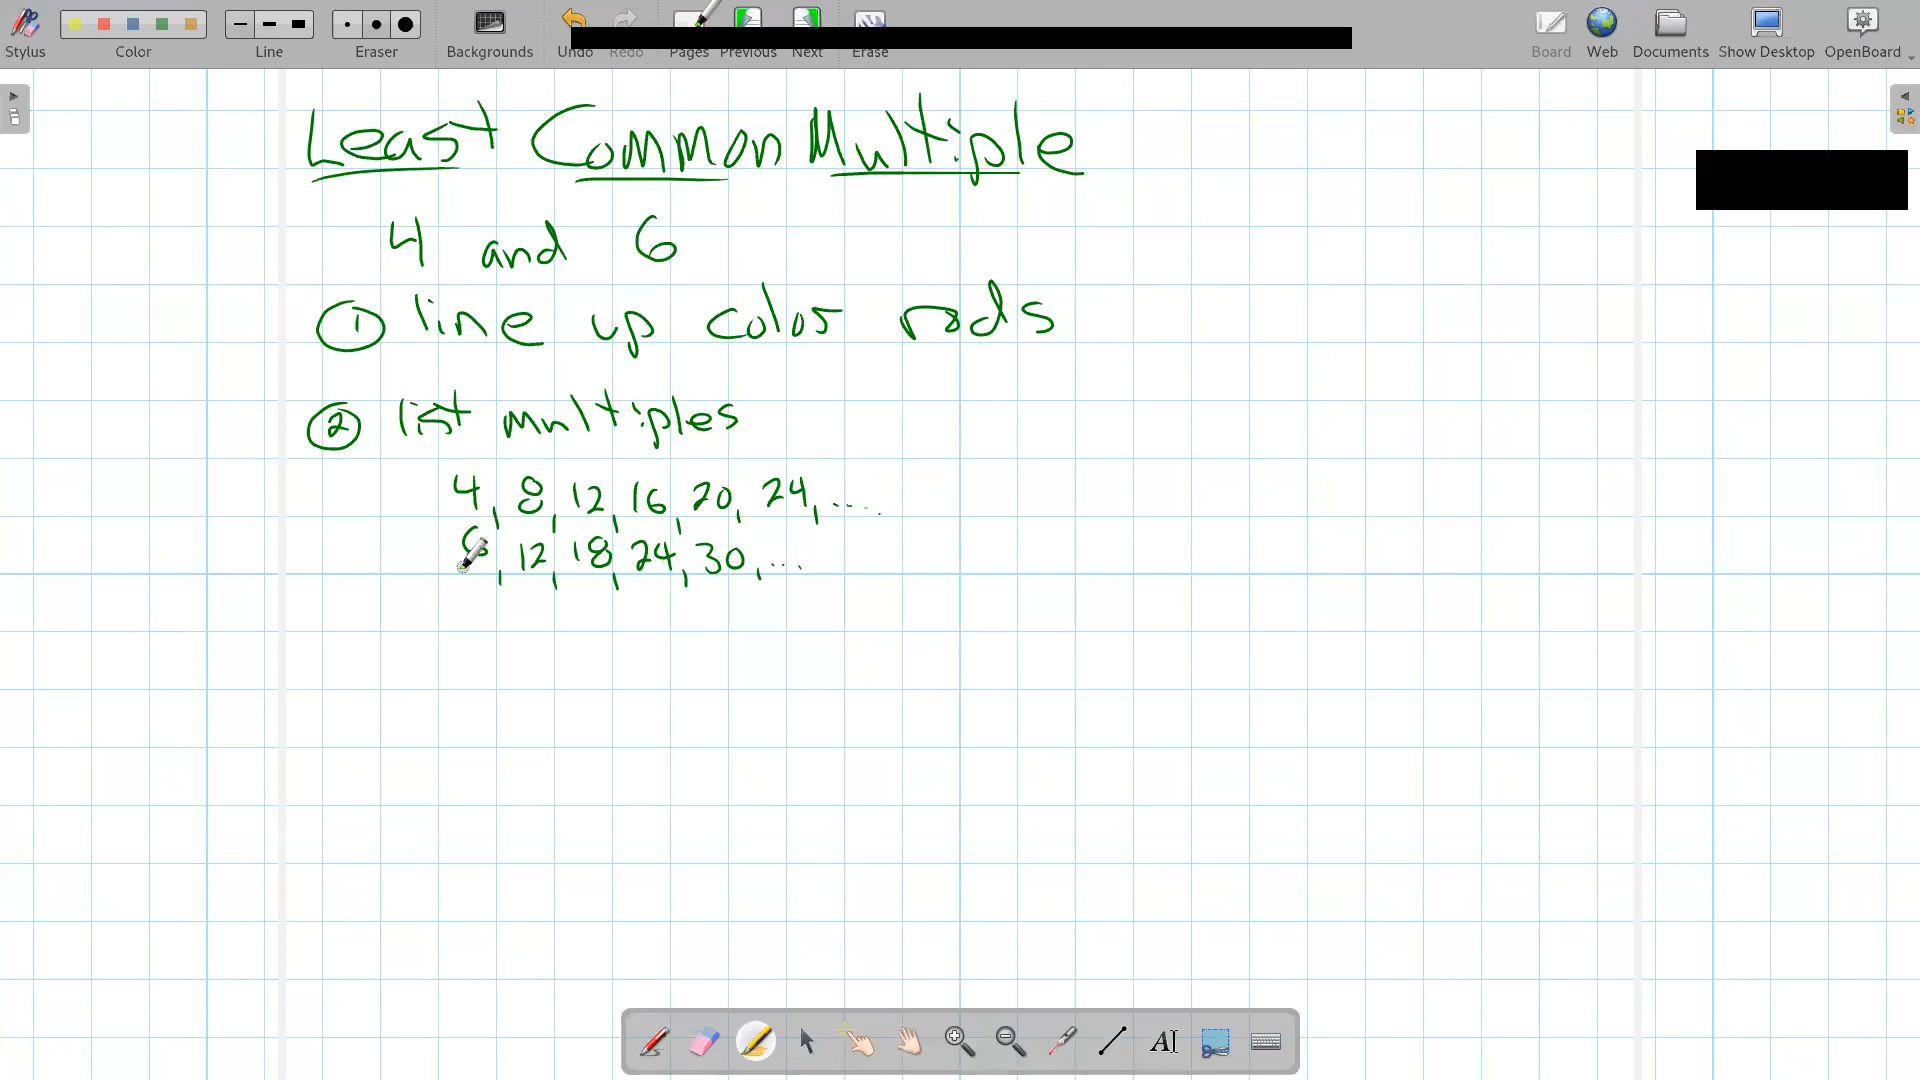 Stylus Color Line Eraser Backgrounds Undo Redo Pages Previous Next Erase Board Web Documents Show Desktop OpenBoard
Least Common Multiple
4 and 6
① line up color rods
② list multiples
4, 8, 12, 16, 20, 24, .....
6, 12, 18, 24, 30, ...